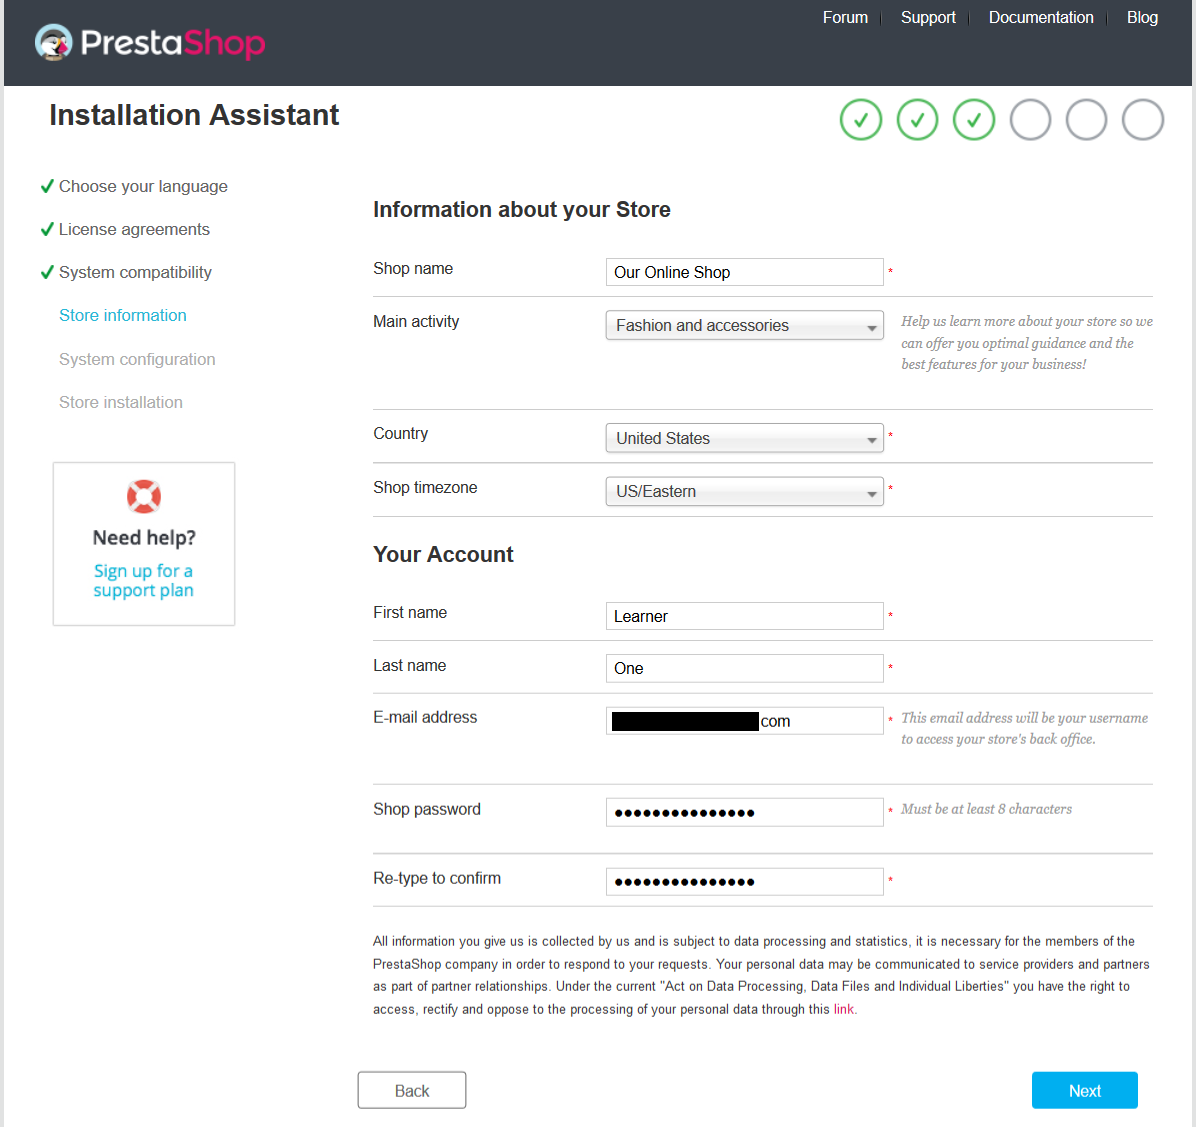 Forum Support Documentation Blog
PrestaShop
Installation Assistant
Choose your language
License agreements
System compatibility
Store information
System configuration
Store installation
Need help?
Sign up for a
support plan
Information about your Store
Shop name Our Online Shop *
Main activity Fashion and accessories
Help us learn more about your store so we
can offer you optimal guidance and the
best features for your business!
Country United States *
Shop timezone US/Eastern *
Your Account
First name Learner *
Last name One *
E-mail address com * This email address will be your username
to access your store's back office.
Shop password ●●●●●●●●●●●●●●● * Must be at least 8 characters
Re-type to confirm ●●●●●●●●●●●●●●● *
All information you give us is collected by us and is subject to data processing and statistics, it is necessary for the members of the
PrestaShop company in order to respond to your requests. Your personal data may be communicated to service providers and partners
as part of partner relationships. Under the current "Act on Data Processing, Data Files and Individual Liberties" you have the right to
access, rectify and oppose to the processing of your personal data through this link.
Back Next